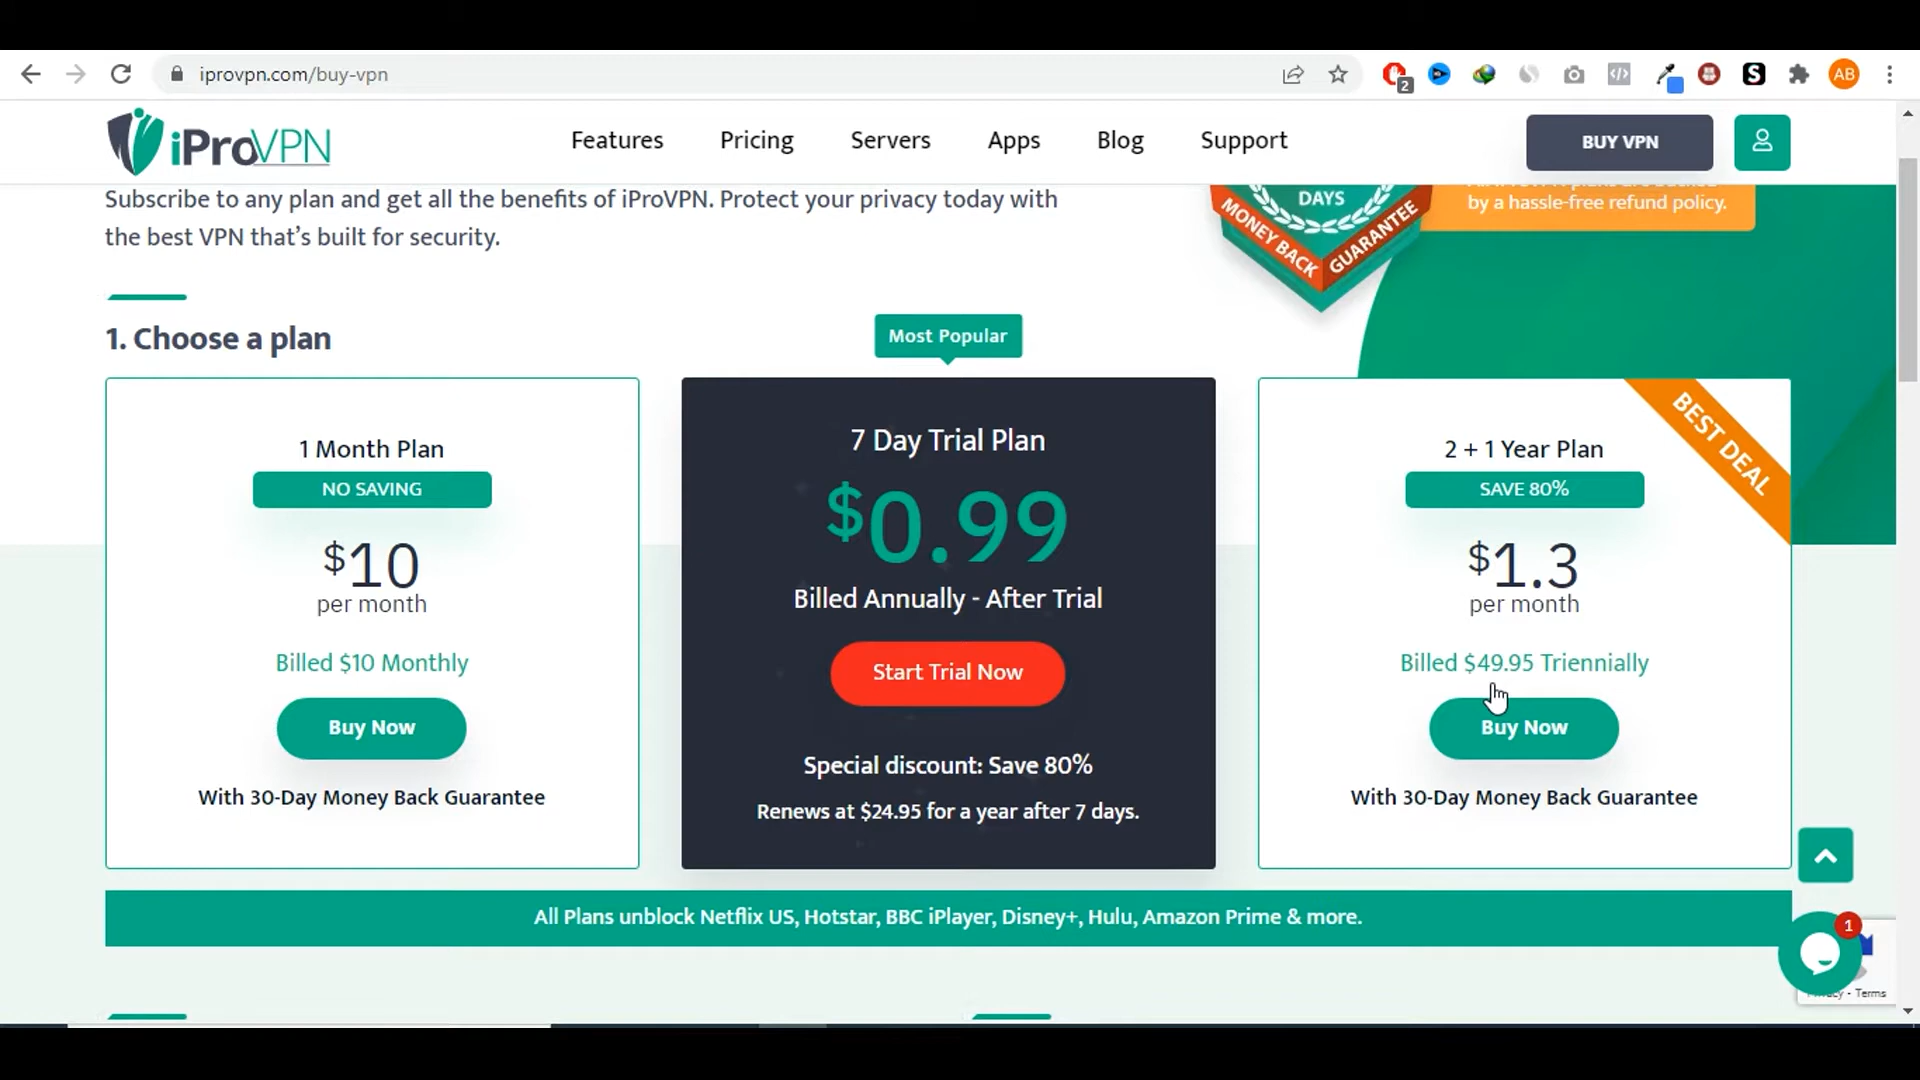 iprovpn.com/buy-vpn
2
S
AB
iProVPN
Features
Pricing
Servers
Apps
Blog
Support
BUY VPN
Subscribe to any plan and get all the benefits of iProVPN. Protect your privacy today with
the best VPN that’s built for security.
DAYS
MONEY BACK GUARANTEE
by a hassle-free refund policy.
1. Choose a plan
Most Popular
1 Month Plan
NO SAVING
$10
per month
Billed $10 Monthly
Buy Now
With 30-Day Money Back Guarantee
7 Day Trial Plan
$0.99
Billed Annually - After Trial
Start Trial Now
Special discount: Save 80%
Renews at $24.95 for a year after 7 days.
BEST DEAL
2 + 1 Year Plan
SAVE 80%
$1.3
per month
Billed $49.95 Triennially
Buy Now
With 30-Day Money Back Guarantee
All Plans unblock Netflix US, Hotstar, BBC iPlayer, Disney+, Hulu, Amazon Prime & more.
1
- Terms